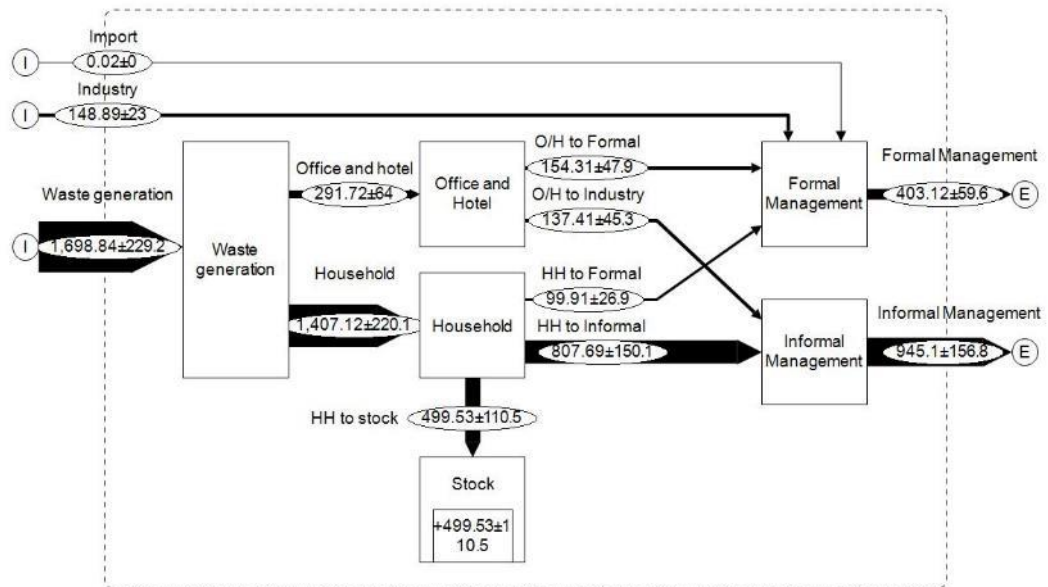 Import
I
0.02±0
Industry
I
148.89±23
Waste generation
I
1,698.84±229.2
Waste
generation
Office and hotel
291.72±64
Household
1,407.12±220.1
Office and
Hotel
Household
O/H to Formal
154.31±47.9
O/H to Industry
137.41±45.3
HH to Formal
99.91±26.9
HH to Informal
807.69±150.1
HH to stock
499.53±110.5
Stock
+499.53±1
10.5
Formal
Management
Informal
Management
Formal Management
403.12±59.6
E
Informal Management
945.1±156.8
E